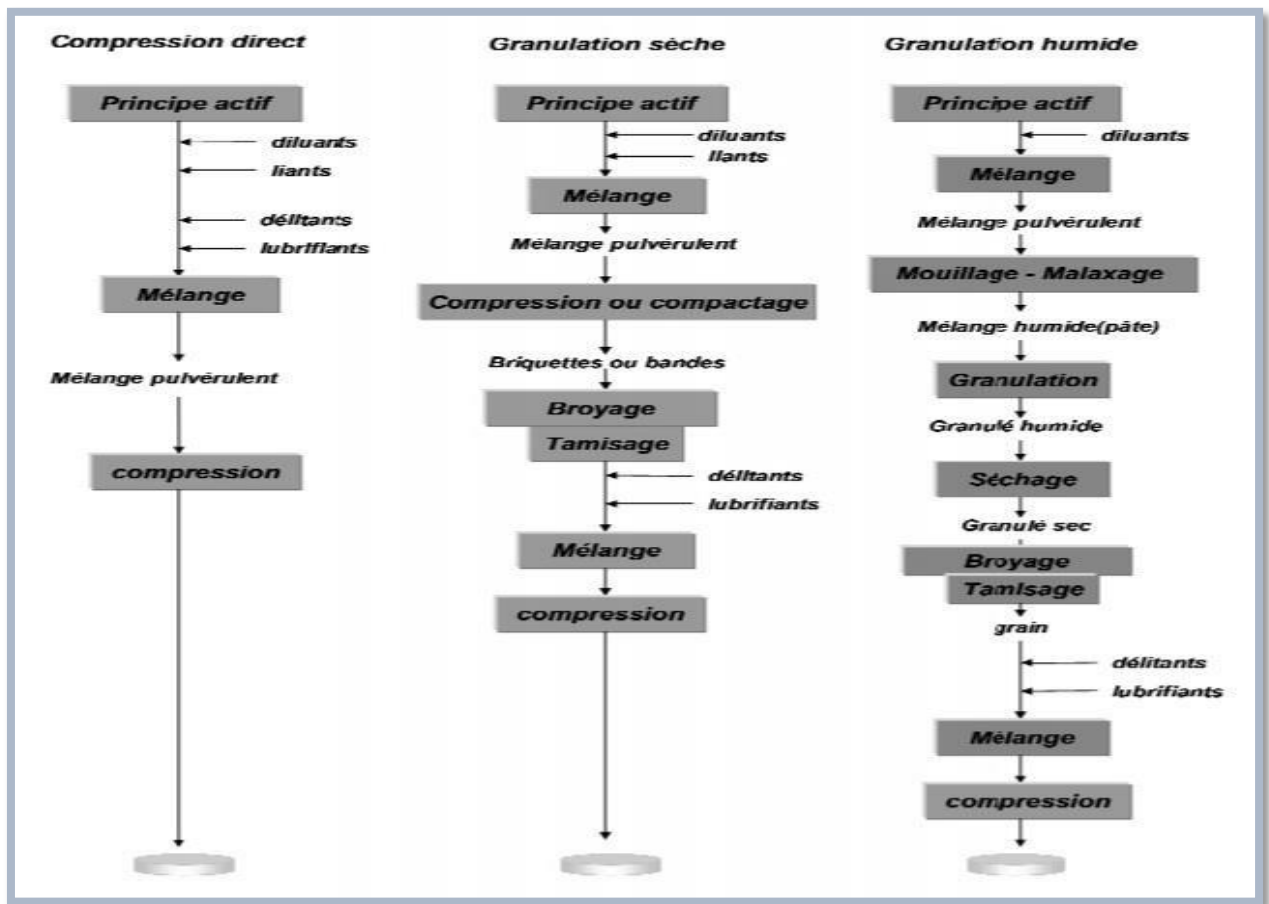 Compression direct
Principe actif
diluants
liants
délitants
lubrifiants
Mélange
Mélange pulvérulent
compression
Granulation sèche
Principe actif
diluants
liants
Mélange
Mélange pulvérulent
Compression ou compactage
Briquettes ou bandes
Broyage
Tamisage
délitants
lubrifiants
Mélange
compression
Granulation humide
Principe actif
diluants
Mélange
Mélange pulvérulent
Mouillage - Malaxage
Mélange humide(pâte)
Granulation
Granulé humide
Séchage
Granulé sec
Broyage
Tamisage
grain
délitants
lubrifiants
Mélange
compression